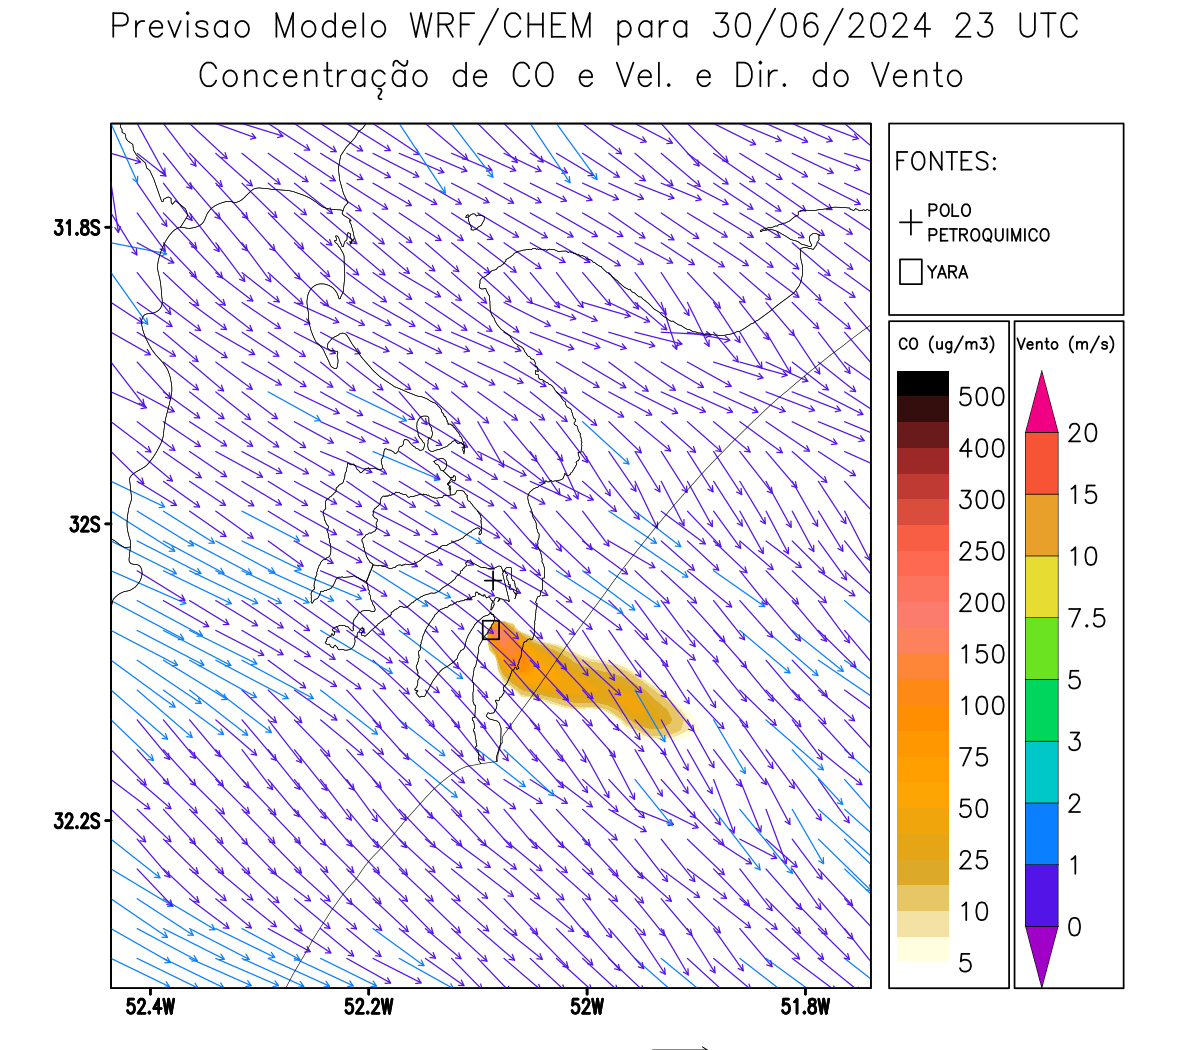 Previsao Modelo WRF/CHEM para 30/06/2024 23 UTC
Concentração de CO e Vel. e Dir. do Vento
FONTES:
POLO
PETROQUIMICO
YARA
31.8S
32S
32.2S
52.4W
52.2W
52W
51.8W
CO (ug/m3)
500
400
300
250
200
150
100
75
50
25
10
5
Vento (m/s)
20
15
10
7.5
5
3
2
1
0